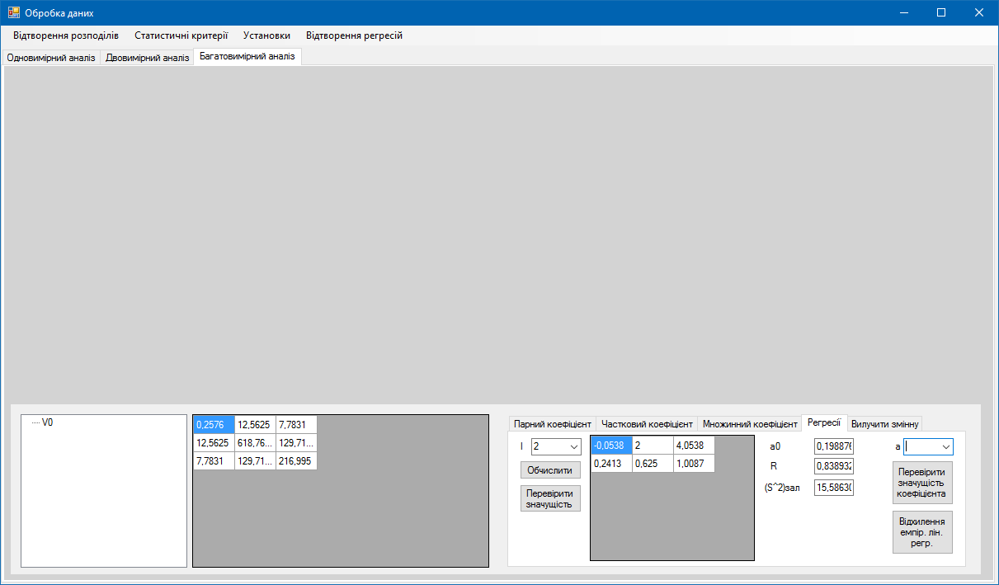 Обробка даних
Відтворення розподілів Статистичні критерії Установки Відтворення регресій
Одновимірний аналіз Двовимірний аналіз Багатовимірний аналіз
V0
0,2576 12,5625 7,7831
12,5625 618,76... 129,71...
7,7831 129,71... 216,995
Парний коефіцієнт Частковий коефіцієнт Множинний коефіцієнт Регресії Вилучити змінну
I 2
Обчислити
Перевірити
значущість
-0,0538 2 4,0538
0,2413 0,625 1,0087
a0 0,198876
R 0,838932
(S^2)зал 15,58630
a
Перевірити
значущість
коефіцієнта
Відхилення
емпір. лін.
регр.